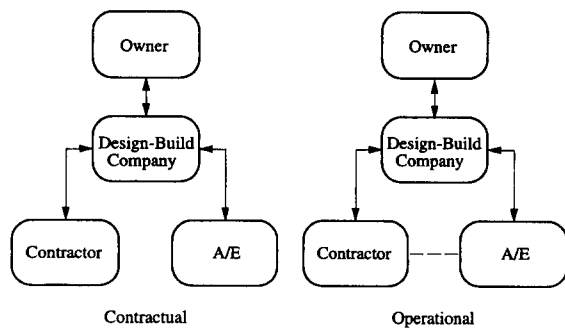 Owner
Owner
Design-Build
Company
Design-Build
Company
Contractor
A/E
Contractor
A/E
Contractual
Operational